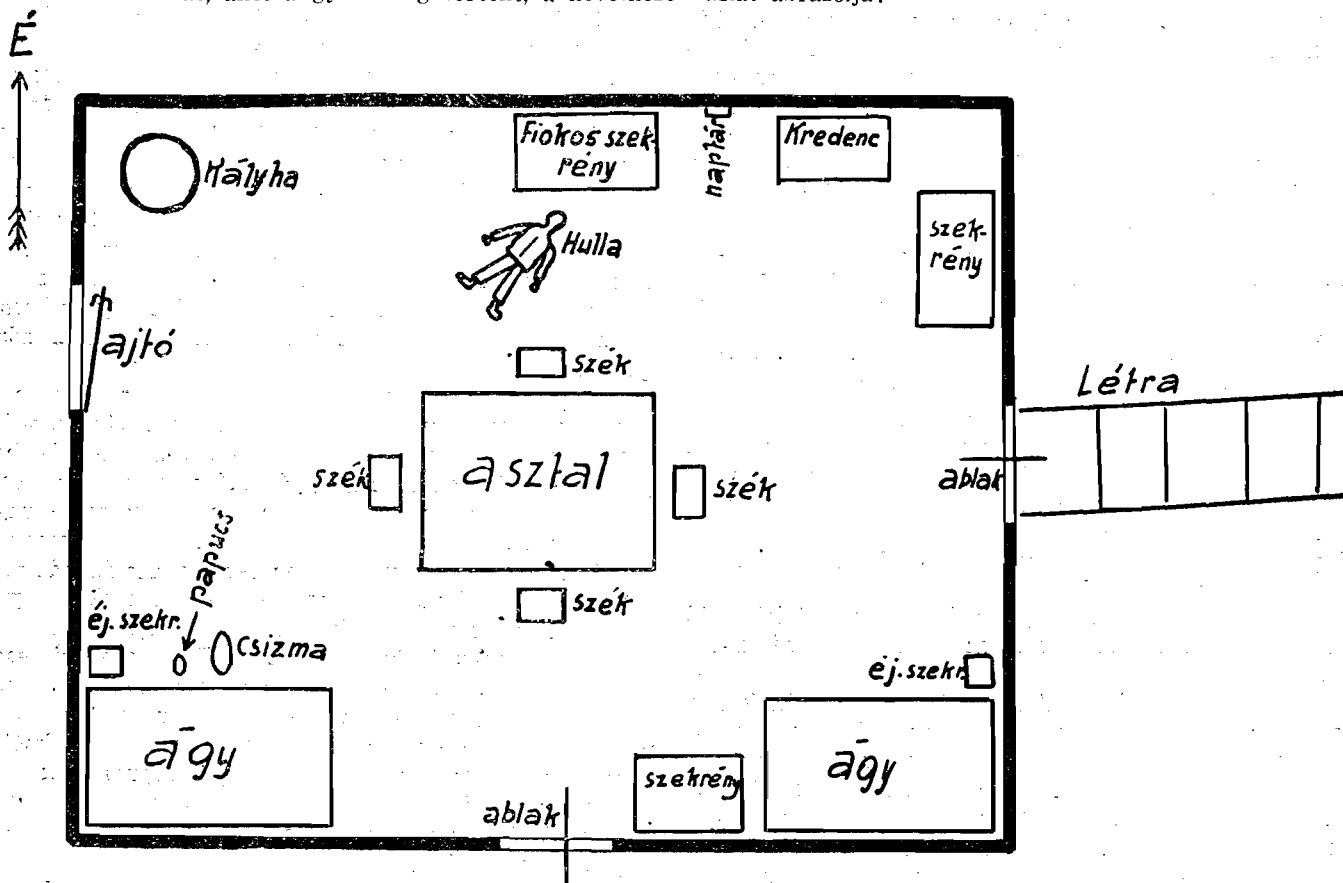 É
Fiókos szek-
rény
naptár
Kredenc
Kályha
szek-
rény
Hulla
ajtó
szék
Létra
asztal
szék
szék
ablak
papucs
szék
éj. szekr.
Csizma
éj. szekr.
ágy
szekrény
ágy
ablak